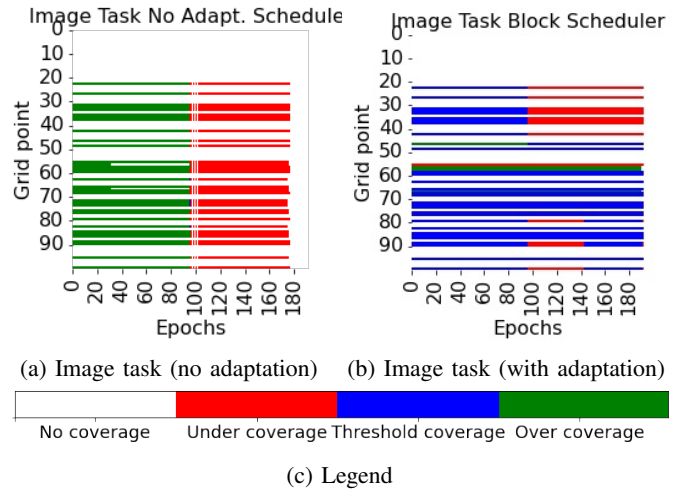 Image Task No Adapt. Schedule
0
10
20
30
40
50
60
70
80
90
Grid point
0 20 40 60 80 100 120 140 160 180
Epochs
(a) Image task (no adaptation)
Image Task Block Scheduler
0
10
20
30
40
50
60
70
80
90
Grid point
0 20 40 60 80 100 120 140 160 180
Epochs
(b) Image task (with adaptation)
No coverage Under coverage Threshold coverage Over coverage
(c) Legend